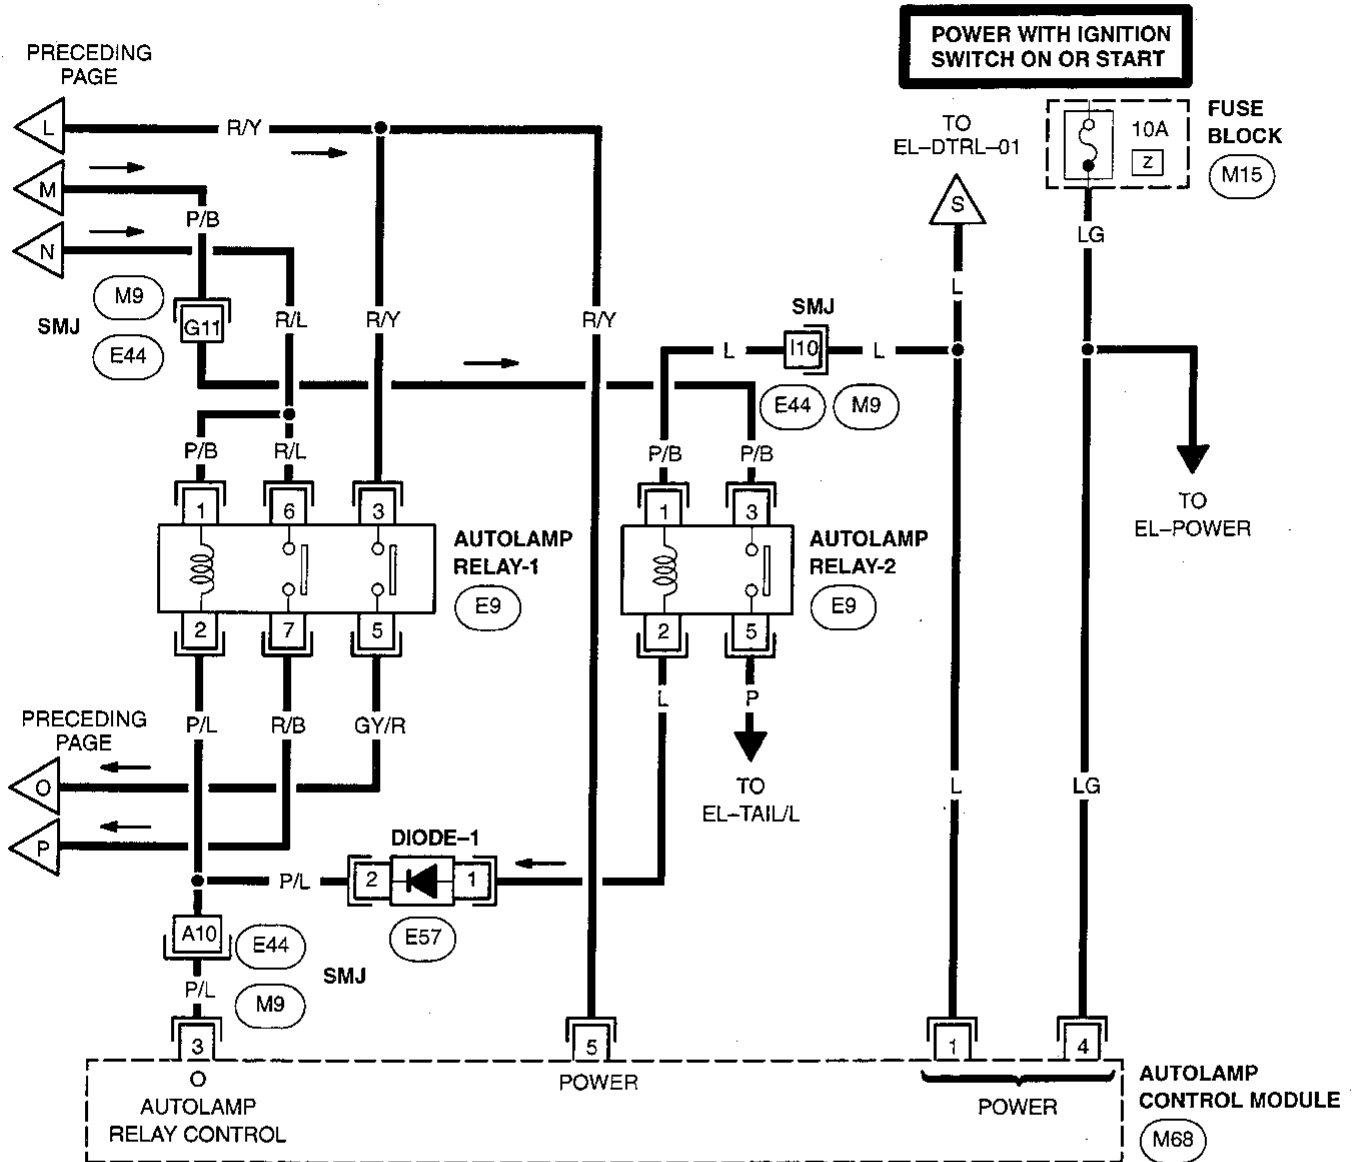 POWER WITH IGNITION
SWITCH ON OR START
PRECEDING
PAGE
L
R/Y
TO
EL-DTRL-01
10A
Z
FUSE
BLOCK
M15
M
P/B
S
N
LG
M9
SMJ
G11
E44
R/L
R/Y
R/Y
L
SMJ
L
I10
L
E44
M9
P/B
R/L
P/B
P/B
TO
EL-POWER
1
6
3
1
3
AUTOLAMP
RELAY-1
E9
AUTOLAMP
RELAY-2
E9
2
7
5
2
5
PRECEDING
PAGE
P/L
R/B
GY/R
L
P
O
TO
EL-TAIL/L
L
LG
P
DIODE-1
P/L
2
1
E57
A10
E44
SMJ
P/L
M9
3
5
1
4
O
AUTOLAMP
RELAY CONTROL
POWER
POWER
AUTOLAMP
CONTROL MODULE
M68